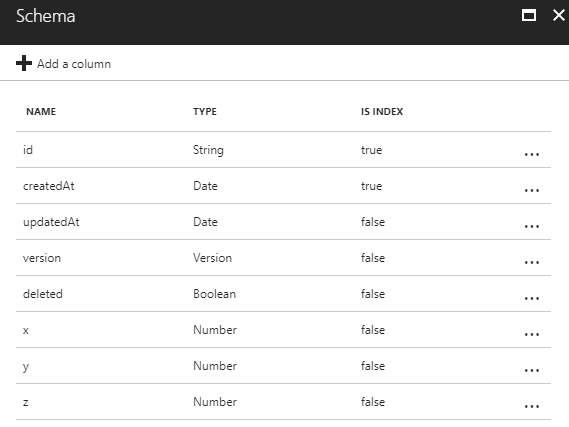 Schema
Add a column
NAME TYPE IS INDEX
id String true ...
createdAt Date true ...
updatedAt Date false ...
version Version false ...
deleted Boolean false ...
x Number false ...
y Number false ...
z Number false ...